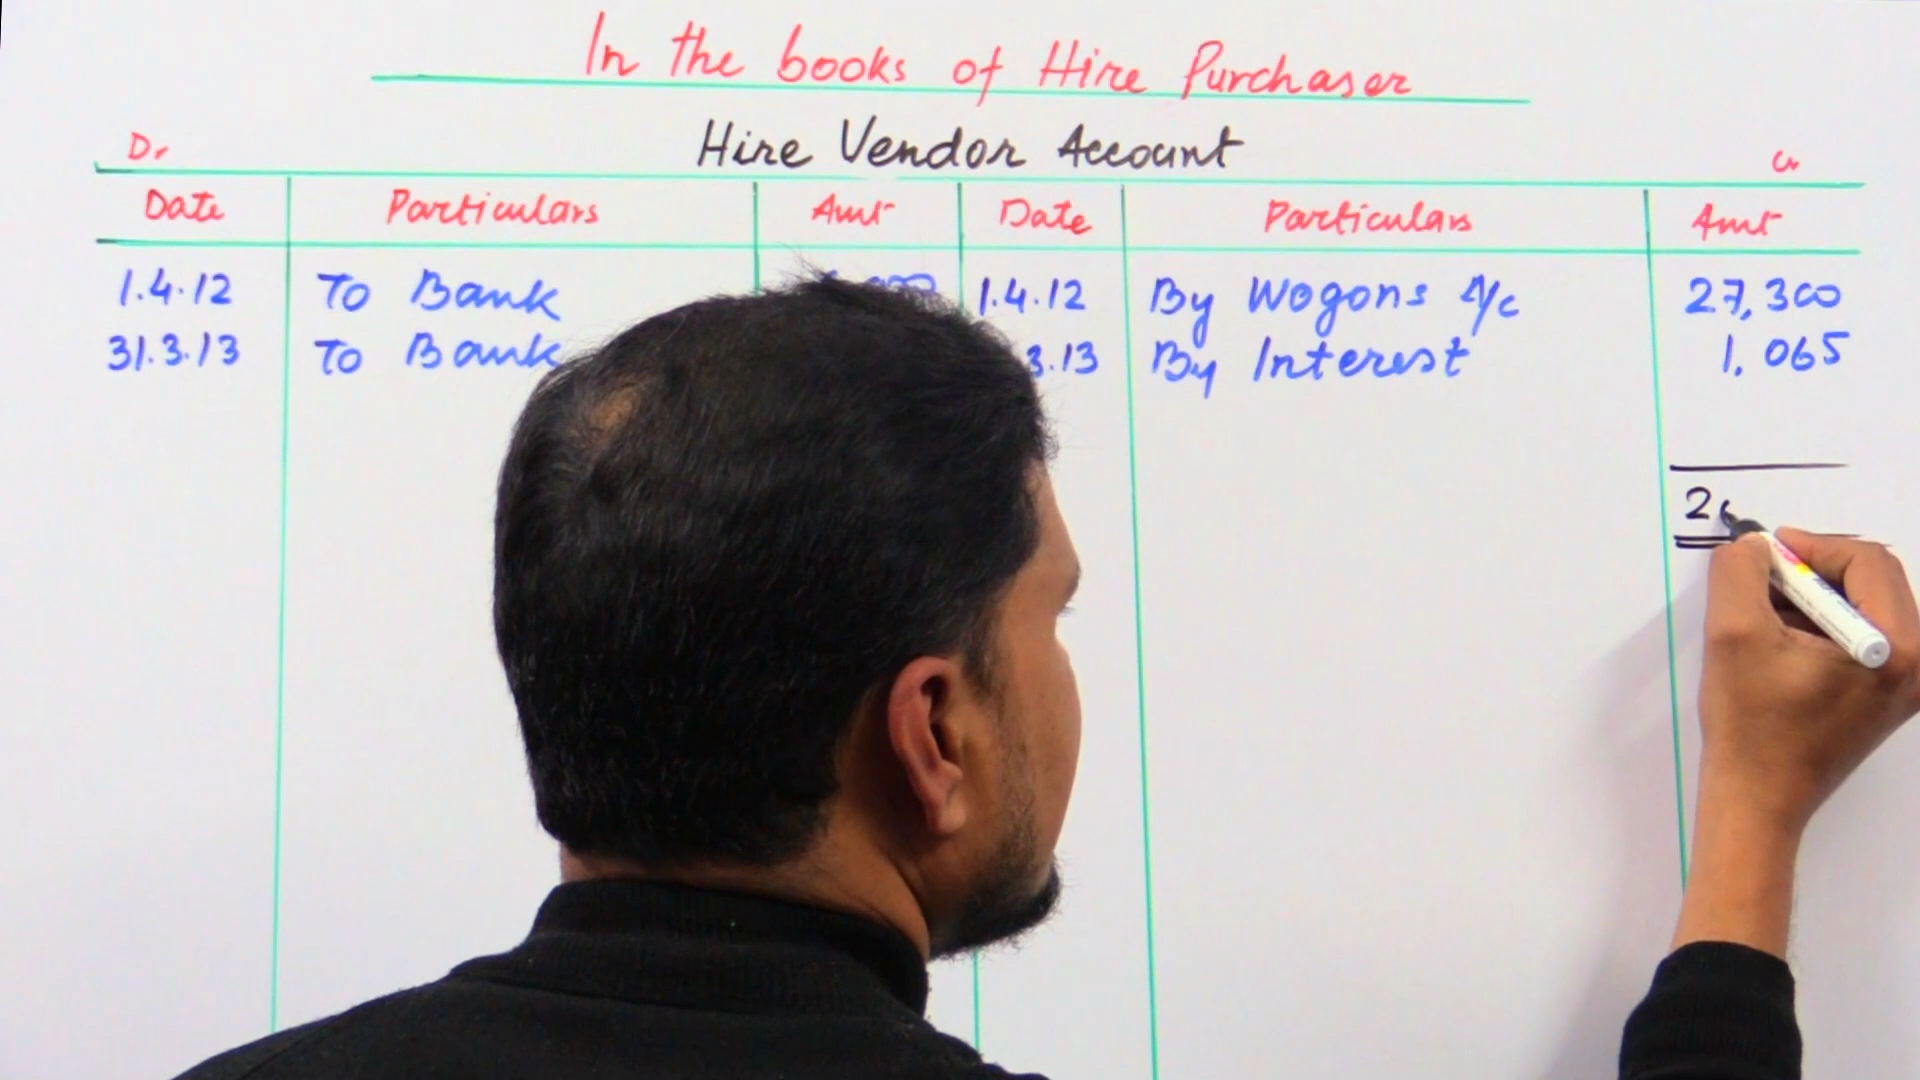 In the books of Hire Purchaser
Dr Hire Vendor Account Cr
Date Particulars Amt Date Particulars Amt
1.4.12 To Bank 1.4.12 By Wogons A/c 27,300
31.3.13 To Bank 3.13 By Interest 1,065